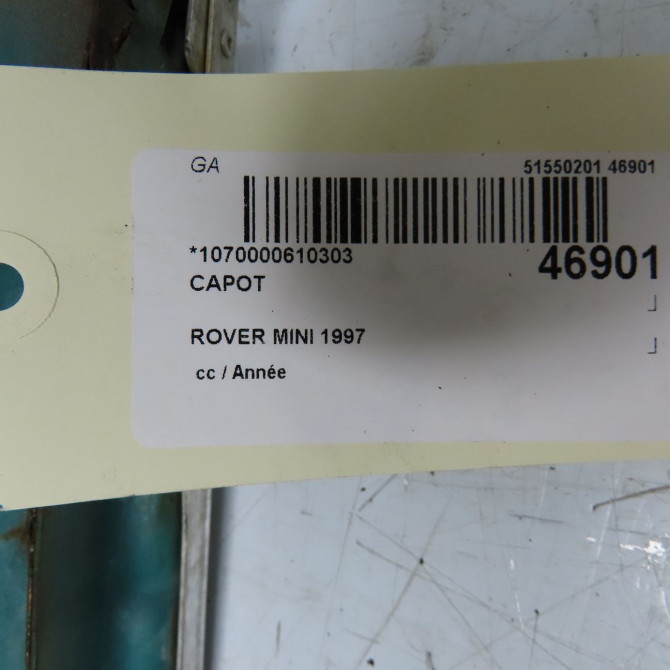 GA 51550201 46901
*1070000610303 46901
CAPOT
ROVER MINI 1997
cc / Année